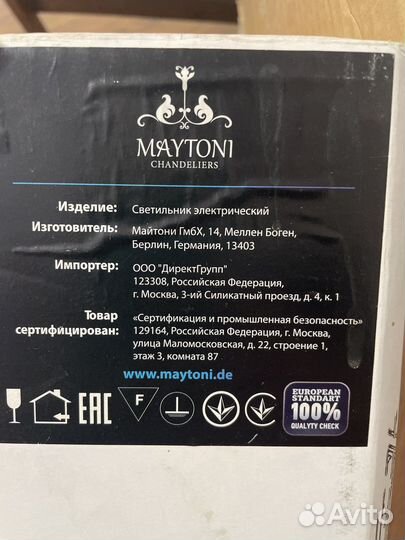 MAYTONI
CHANDELIERS
Изделие: Светильник электрический
Изготовитель: Майтони ГмбХ, 14, Меллен Боген,
Берлин, Германия, 13403
Импортер: ООО "ДиректГрупп"
123308, Российская Федерация,
г. Москва, 3-ий Силикатный проезд, д. 4, к. 1
Товар сертифицирован: «Сертификация и промышленная безопасность»
129164, Российская Федерация, г. Москва,
улица Маломосковская, д. 22, строение 1,
этаж 3, комната 87
www.maytoni.de
EAC
F
EUROPEAN
STANDART
100%
QUALYTY CHECK
Avito